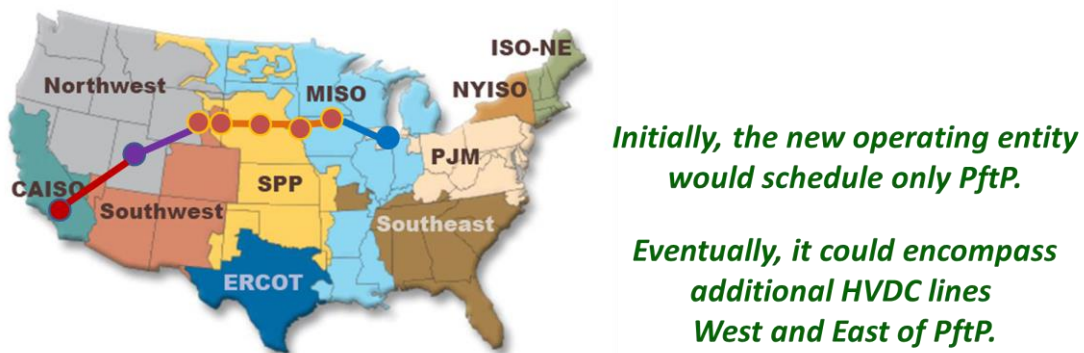 ISO-NE
Northwest
MISO
NYISO
PJM
CAISO
SPP
Southwest
Southeast
ERCOT
Initially, the new operating entity
would schedule only PftP.
Eventually, it could encompass
additional HVDC lines
West and East of PftP.